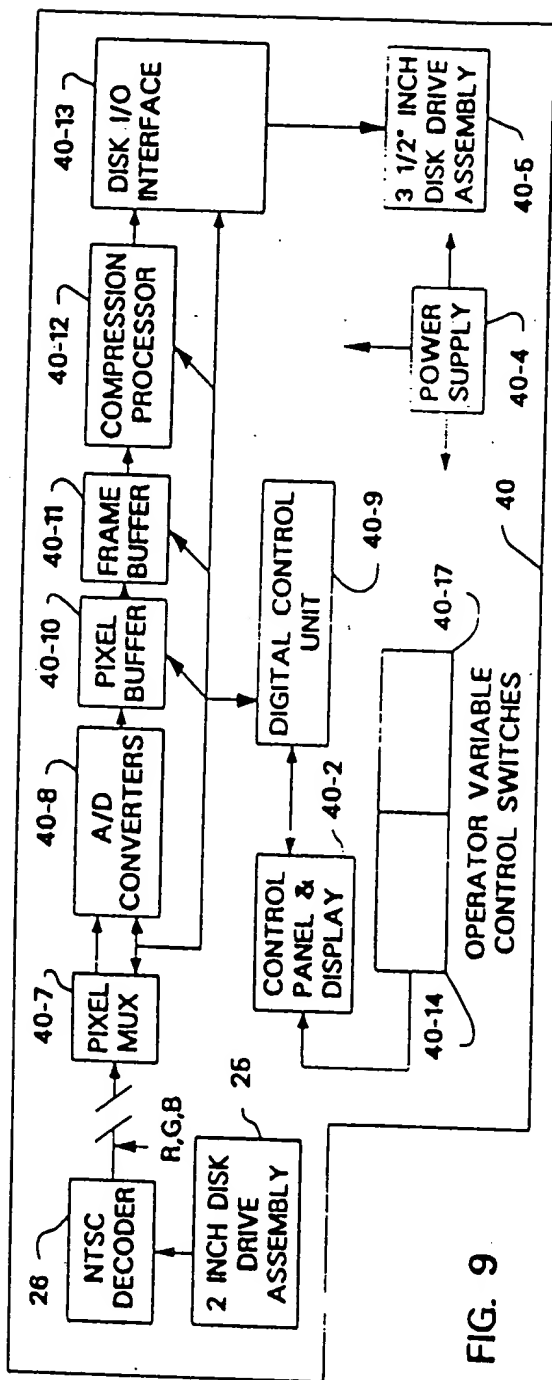 26
NTSC
DECODER
R,G,B
2 INCH DISK
DRIVE
ASSEMBLY
25
40-7
PIXEL
MUX
40-8
A/D
CONVERTERS
40-10
PIXEL
BUFFER
40-11
FRAME
BUFFER
40-12
COMPRESSION
PROCESSOR
40-13
DISK I/O
INTERFACE
CONTROL
PANEL &
DISPLAY
40-2
DIGITAL CONTROL
UNIT
40-9
POWER
SUPPLY
40-4
3 1/2" INCH
DISK DRIVE
ASSEMBLY
40-5
40-14
40-17
OPERATOR VARIABLE
CONTROL SWITCHES
40
FIG. 9